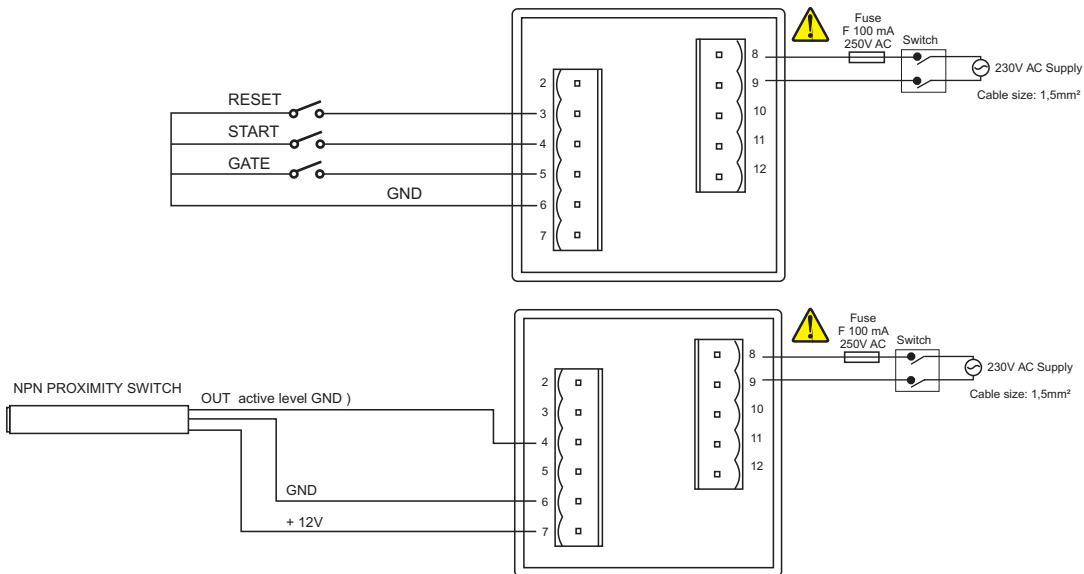 Fuse
F 100 mA
250V AC
Switch
8
230V AC Supply
2
9
Cable size: 1,5mm²
RESET
3
10
START
4
11
GATE
5
12
GND
6
7
Fuse
F 100 mA
250V AC
Switch
8
230V AC Supply
NPN PROXIMITY SWITCH
2
9
Cable size: 1,5mm²
OUT active level GND )
3
10
4
11
5
12
GND
6
+ 12V
7